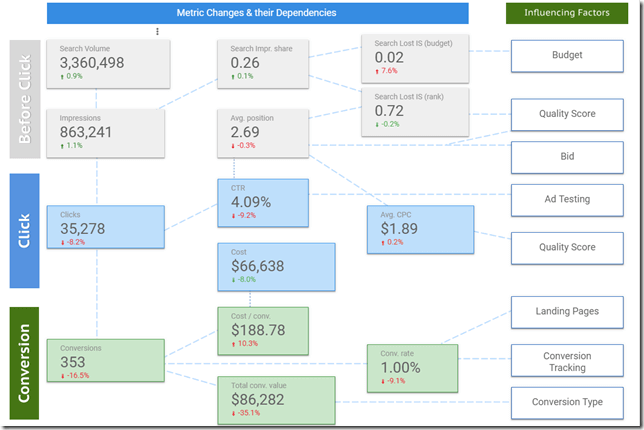 Metric Changes & their Dependencies
Influencing Factors
Before Click
Search Volume
3,360,498
0.9%
Search Impr. share
0.26
0.1%
Search Lost IS (budget)
0.02
7.6%
Budget
Impressions
863,241
1.1%
Avg. position
2.69
-0.3%
Search Lost IS (rank)
0.72
-0.2%
Quality Score
Bid
Click
Clicks
35,278
-8.2%
CTR
4.09%
-9.2%
Avg. CPC
$1.89
0.2%
Ad Testing
Quality Score
Cost
$66,638
-8.0%
Conversion
Conversions
353
-16.5%
Cost / conv.
$188.78
10.3%
Conv. rate
1.00%
-9.1%
Total conv. value
$86,282
-35.1%
Landing Pages
Conversion
Tracking
Conversion Type